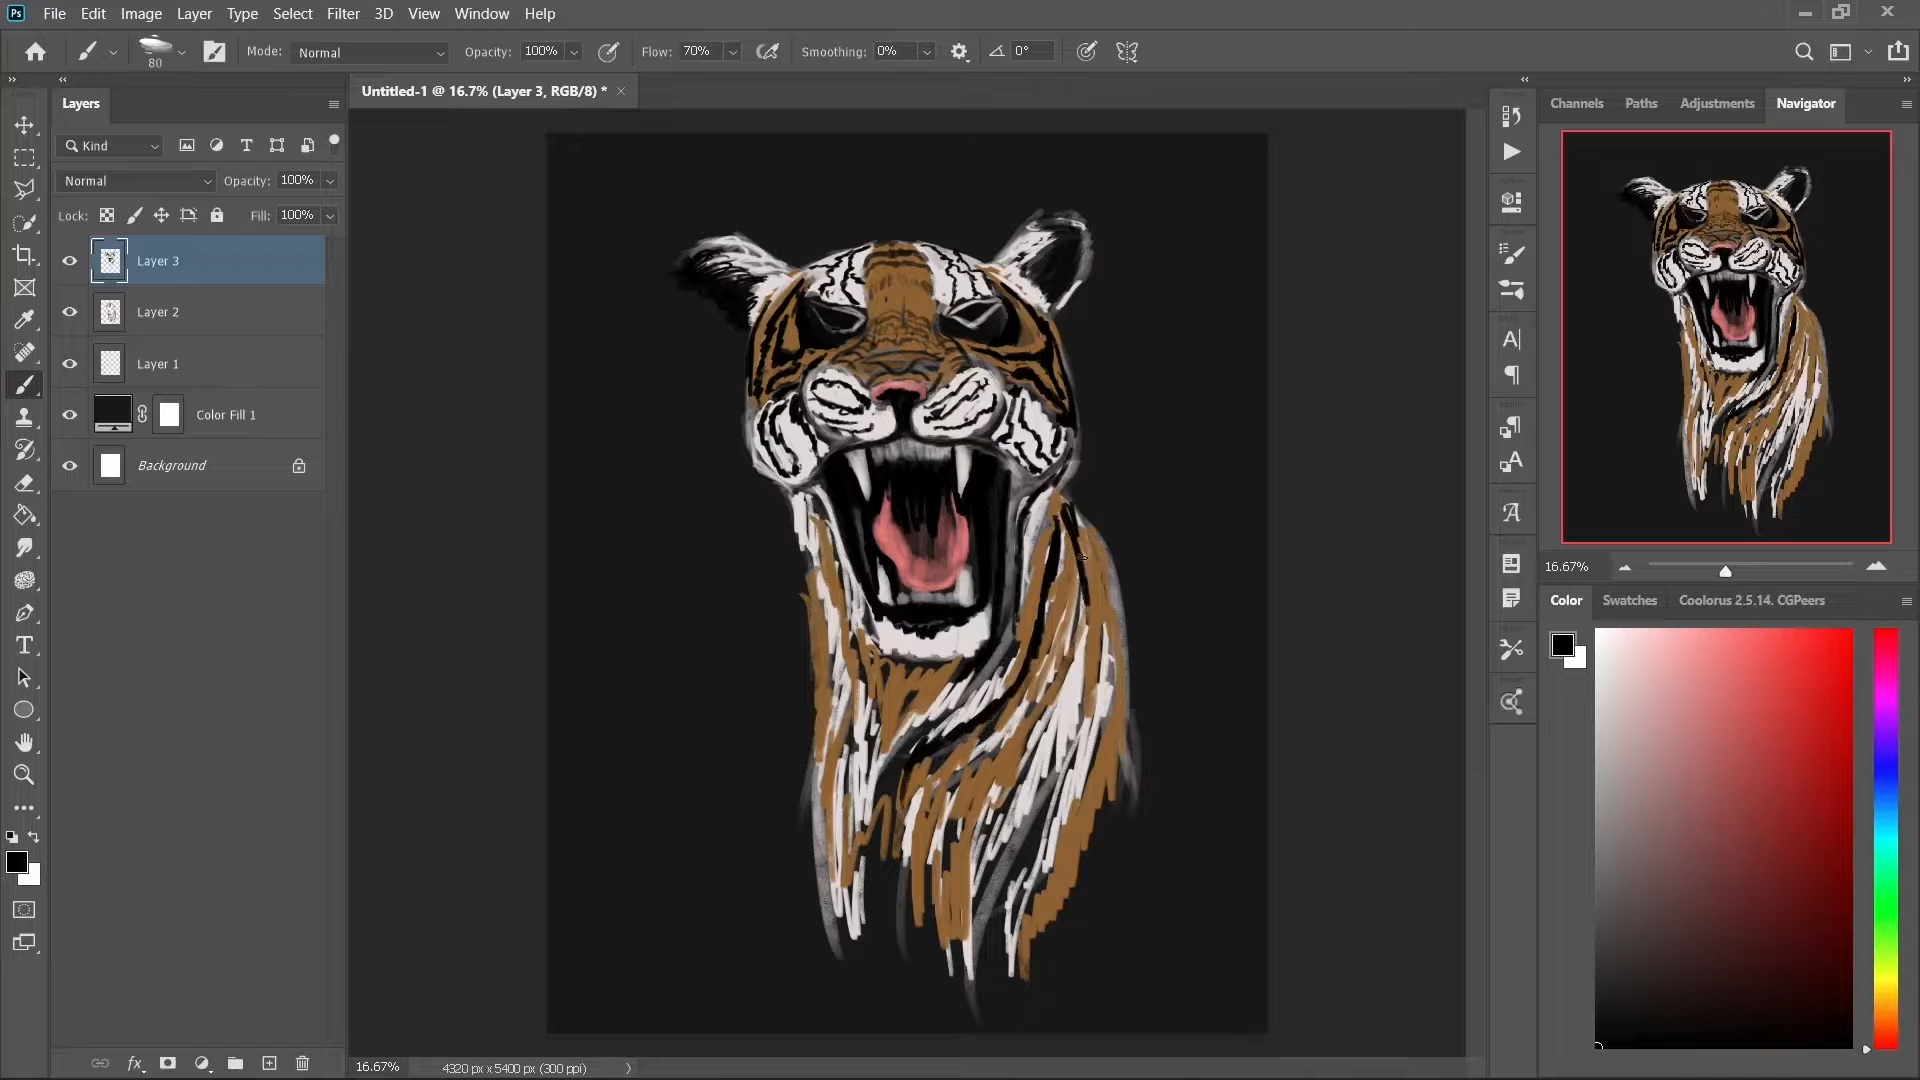 Ps File Edit Image Layer Type Select Filter 3D View Window Help
80 Mode: Normal Opacity: 100% Flow: 70% Smoothing: 0% 0°
Layers
Untitled-1 @ 16.7% (Layer 3, RGB/8) *
Channels Paths Adjustments Navigator
Kind
Normal Opacity: 100%
Lock: Fill: 100%
Layer 3
Layer 2
Layer 1
Color Fill 1
Background
16.67%
Color Swatches Coolorus 2.5.14. CGPeers
fx
16.67% 4320 px x 5400 px (300 ppi)